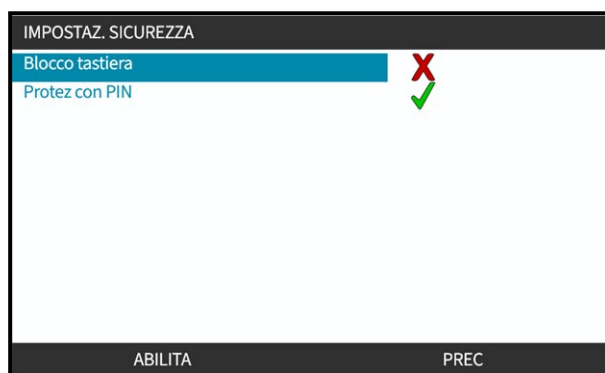 IMPOSTAZ. SICUREZZA
Blocco tastiera
Protez con PIN
ABILITA PREC